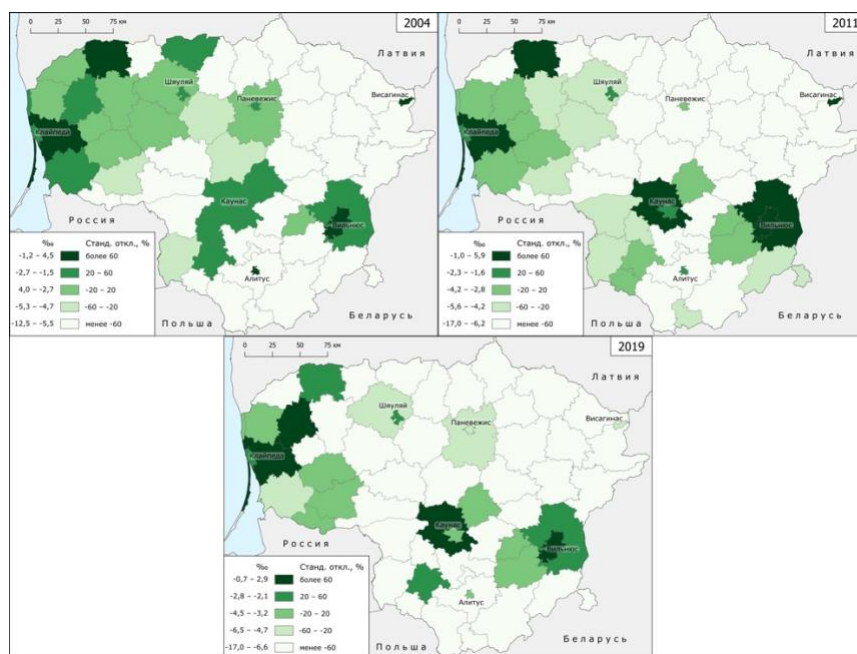 0 25 50 75 км
2004
Латвия
Шяуляй
Паневежис
Висагинас
Клайпеда
Каунас
Вильнюс
Алитус
Россия
Польша
Беларусь
‰ Станд. откл., %
-1,2 – 4,5 более 60
-2,7 – -1,5 20 – 60
4,0 – -2,7 -20 – 20
-5,3 – -4,7 -60 – -20
-12,5 – -5,5 менее -60
0 25 50 75 км
2011
Латвия
Шяуляй
Паневежис
Висагинас
Клайпеда
Каунас
Вильнюс
Алитус
Россия
Польша
Беларусь
‰ Станд. откл., %
-1,0 – 5,9 более 60
-2,3 – -1,6 20 – 60
-4,2 – -2,8 -20 – 20
-5,6 – -4,2 -60 – -20
-17,0 – -6,2 менее -60
0 25 50 75 км
2019
Латвия
Шяуляй
Паневежис
Висагинас
Клайпеда
Каунас
Вильнюс
Алитус
Россия
Польша
Беларусь
‰ Станд. откл., %
-0,7 – 2,9 более 60
-2,8 – -2,1 20 – 60
-4,5 – -3,2 -20 – 20
-6,5 – -4,7 -60 – -20
-17,0 – -6,6 менее -60